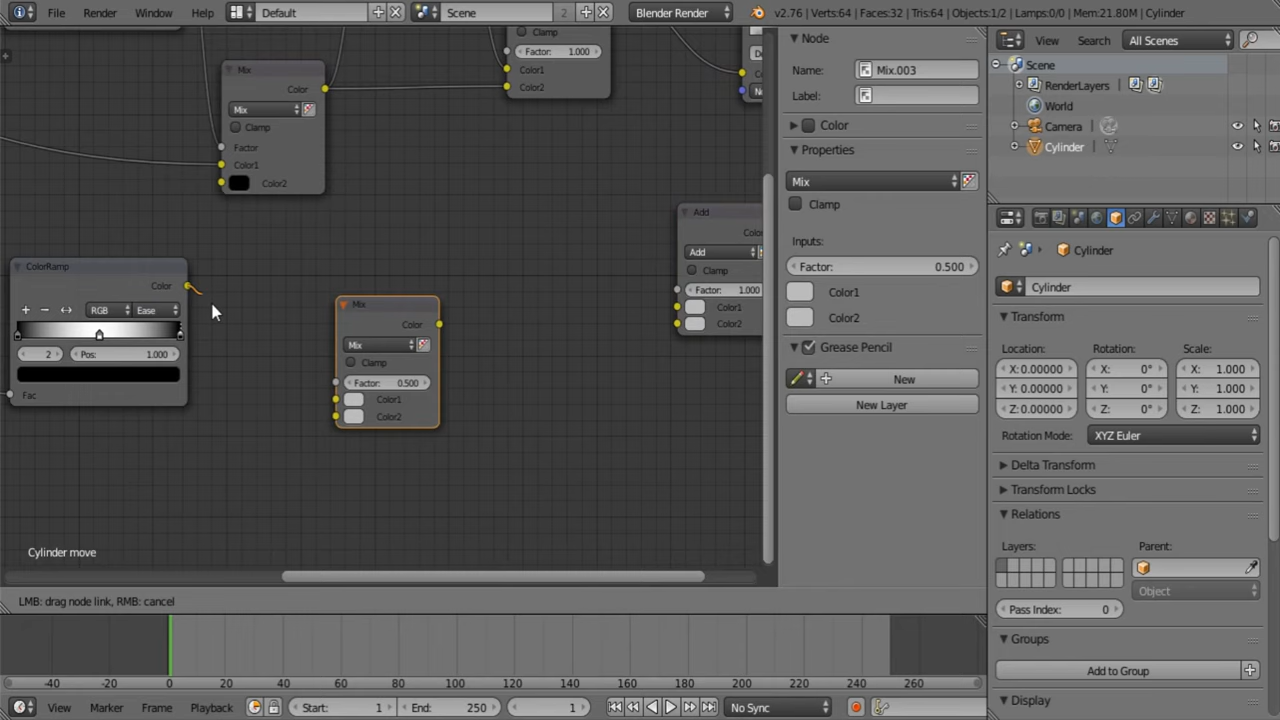 File Render Window Help Default Scene 2 Blender Render v2.76 | Verts:64 | Faces:32 | Tris:64 | Objects:1/2 | Lamps:0/0 | Mem:21.80M | Cylinder
Clamp
Factor: 1.000
Color1
Color2
Mix
Color
Mix
Clamp
Factor
Color1
Color2
Add
Add
Clamp
Factor: 1.000
Color1
Color2
ColorRamp
Color
RGB Ease
2 Pos: 1.000
Fac
Mix
Color
Mix
Clamp
Factor: 0.500
Color1
Color2
Cylinder move
LMB: drag node link, RMB: cancel
Node
Name: Mix.003
Label:
Color
Properties
Mix
Clamp
Inputs:
Factor: 0.500
Color1
Color2
Grease Pencil
New
New Layer
View Search All Scenes
Scene
RenderLayers
World
Camera
Cylinder
Cylinder
Cylinder
Transform
Location: Rotation: Scale:
X:0.00000 X: 0° X: 1.000
Y:0.00000 Y: 0° Y: 1.000
Z:0.00000 Z: 0° Z: 1.000
Rotation Mode: XYZ Euler
Delta Transform
Transform Locks
Relations
Layers: Parent:
Object
Pass Index: 0
Groups
Add to Group
Display
-40 -20 0 20 40 60 80 100 120 140 160 180 200 220 240 260
View Marker Frame Playback Start: 1 End: 250 1 No Sync